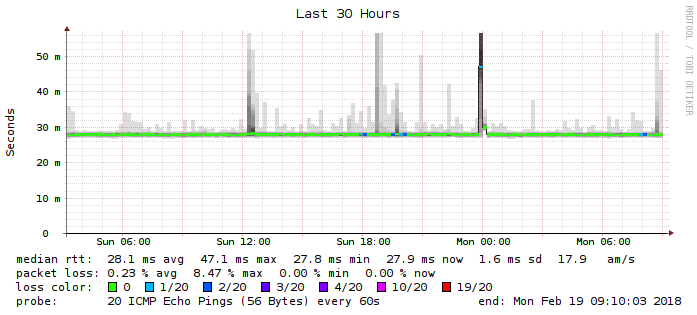 Last 30 Hours
RRDTOOL / TOBI OETIKER
Seconds
50 m
40 m
30 m
20 m
10 m
0
Sun 06:00 Sun 12:00 Sun 18:00 Mon 00:00 Mon 06:00
median rtt: 28.1 ms avg 47.1 ms max 27.8 ms min 27.9 ms now 1.6 ms sd 17.9 am/s
packet loss: 0.23 % avg 8.47 % max 0.00 % min 0.00 % now
loss color: 0 1/20 2/20 3/20 4/20 10/20 19/20
probe: 20 ICMP Echo Pings (56 Bytes) every 60s end: Mon Feb 19 09:10:03 2018